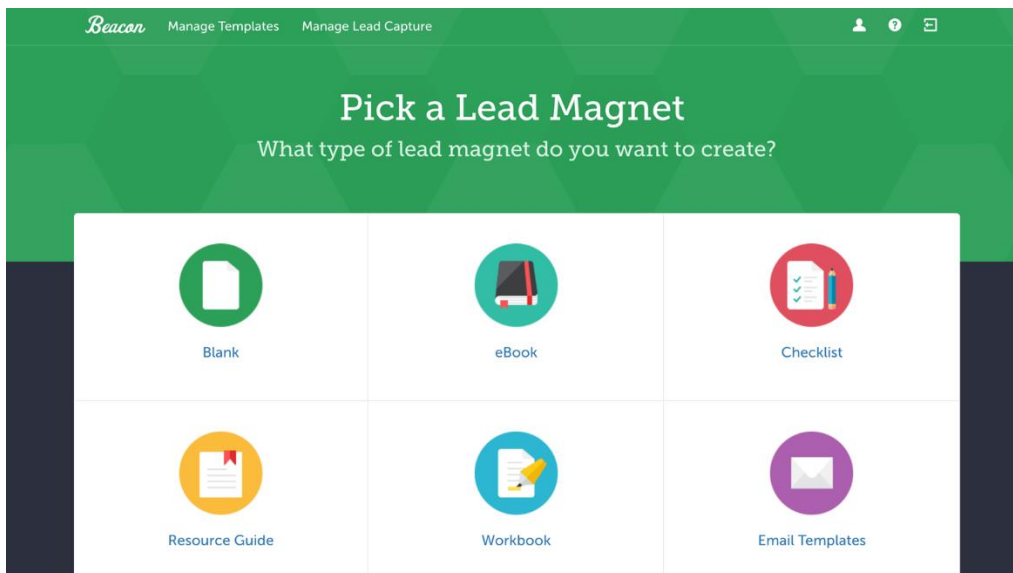 Beacon Manage Templates Manage Lead Capture
Pick a Lead Magnet
What type of lead magnet do you want to create?
Blank eBook Checklist
Resource Guide Workbook Email Templates